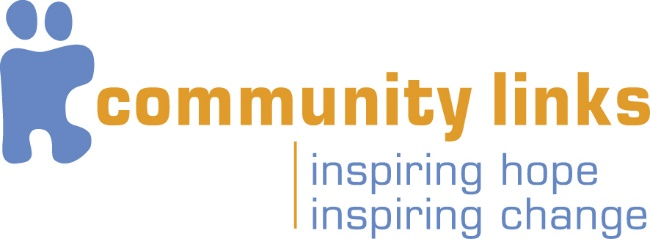 community links
inspiring hope
inspiring change